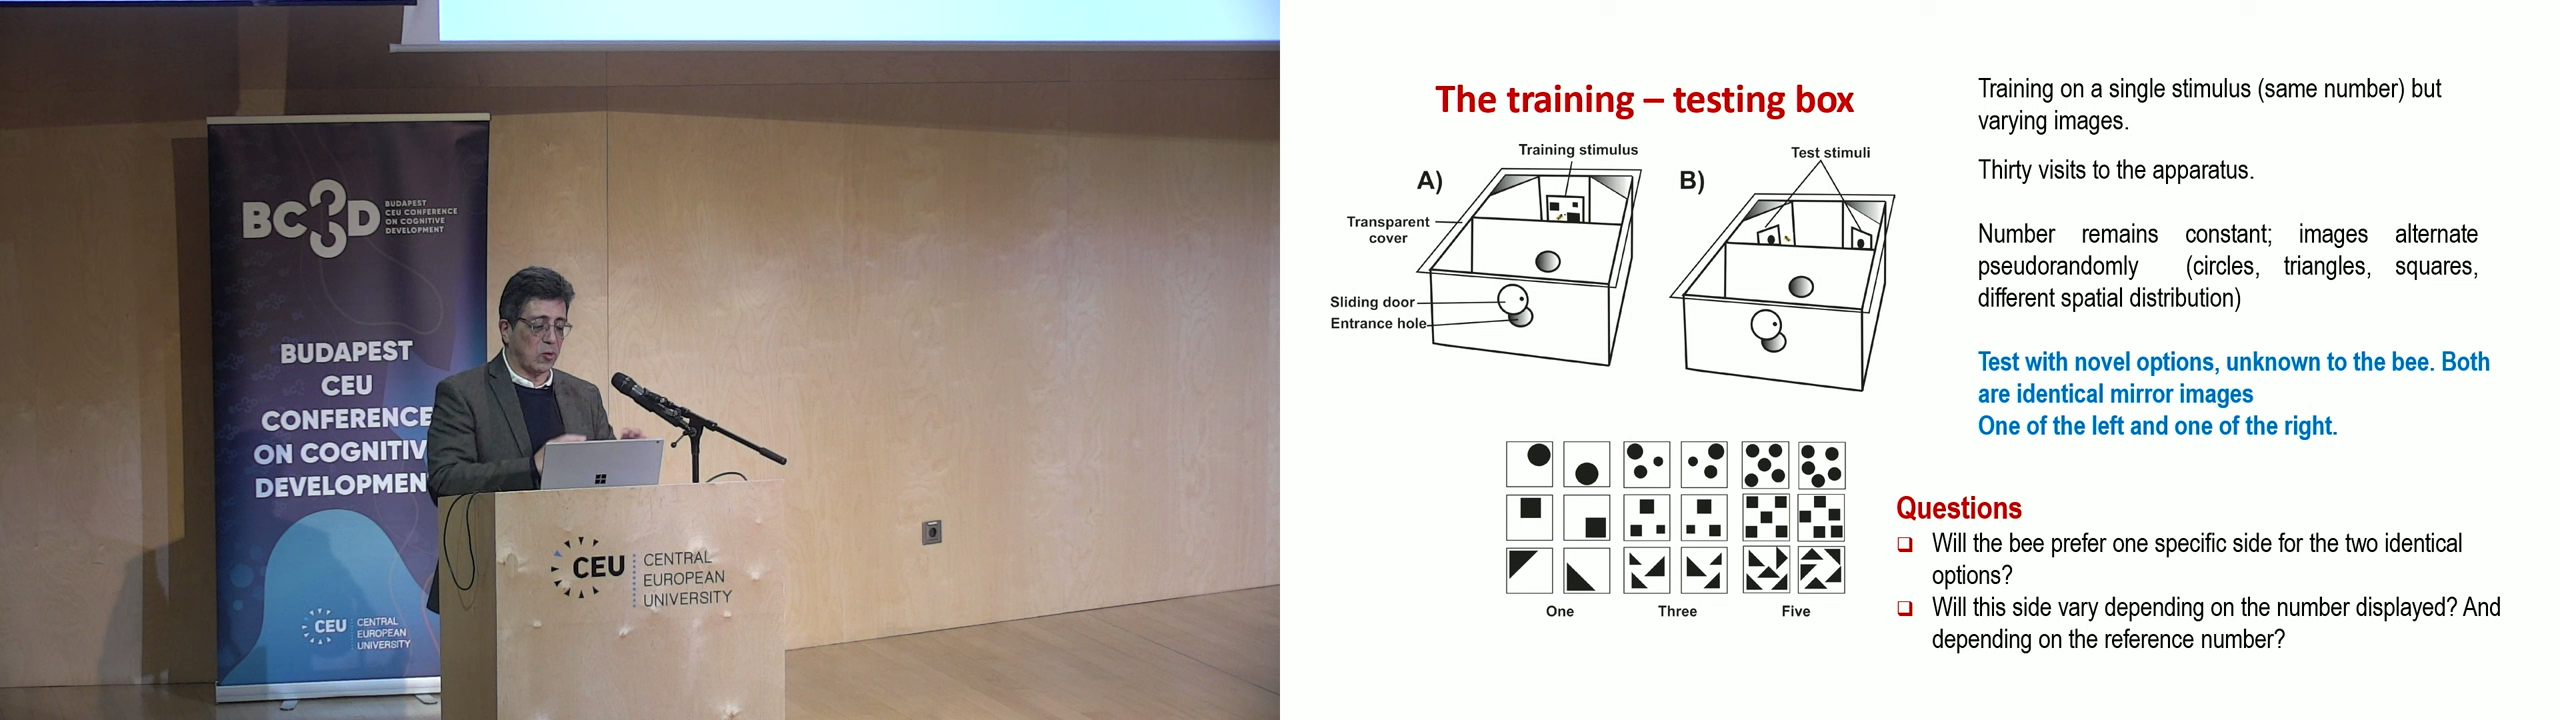 BC3D
BUDAPEST
CEU CONFERENCE
ON COGNITIVE
DEVELOPMENT
BUDAPEST
CEU
CONFERENCE
ON COGNITIV
DEVELOPMEN
CEU
CENTRAL
EUROPEAN
UNIVERSITY
CEU
CENTRAL
EUROPEAN
UNIVERSITY
The training – testing box
A)
Training stimulus
Transparent
cover
Sliding door
Entrance hole
B)
Test stimuli
One
Three
Five
Training on a single stimulus (same number) but
varying images.
Thirty visits to the apparatus.
Number remains constant; images alternate
pseudorandomly (circles, triangles, squares,
different spatial distribution)
Test with novel options, unknown to the bee. Both
are identical mirror images
One of the left and one of the right.
Questions
Will the bee prefer one specific side for the two identical
options?
Will this side vary depending on the number displayed? And
depending on the reference number?